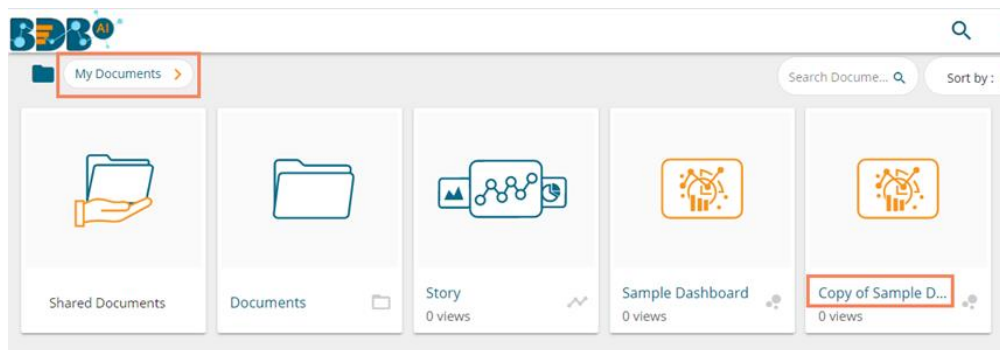 BDB AI
My Documents >
Search Docume...
Sort by :
Shared Documents
Documents
Story
0 views
Sample Dashboard
0 views
Copy of Sample D...
0 views